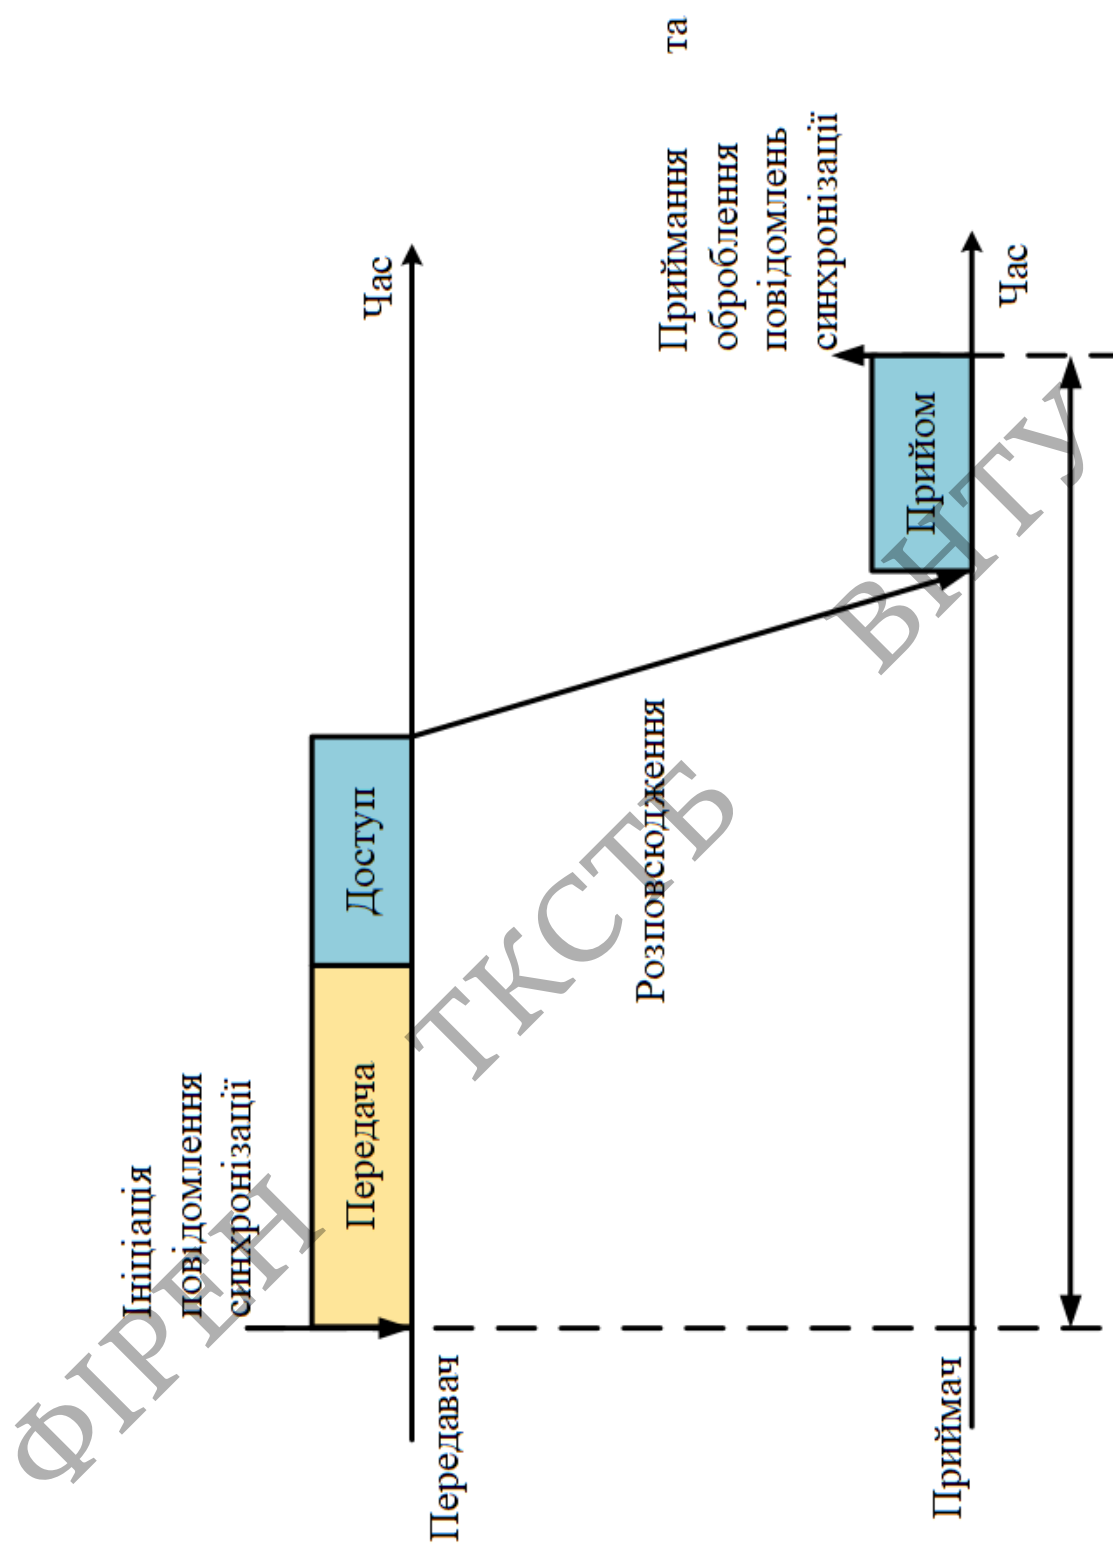 Ініціація
повідомлення
синхронізації
Передача
Доступ
Час
Передавач
Розповсюдження
Приймання та
оброблення
повідомлень
синхронізації
Прийом
Час
Приймач
ФІРЕН ТКСТБ ВНТУ